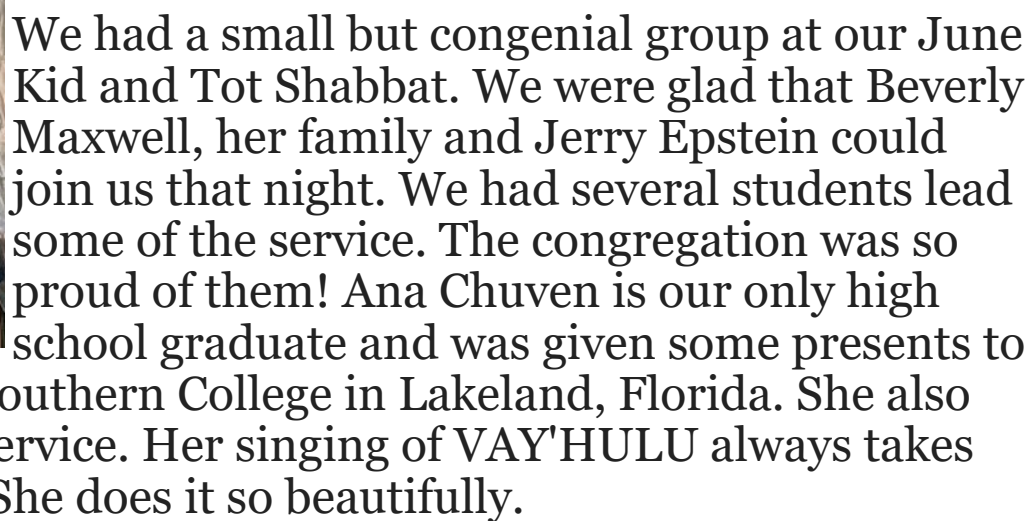 We had a small but congenial group at our June
Kid and Tot Shabbat. We were glad that Beverly
Maxwell, her family and Jerry Epstein could
join us that night. We had several students lead
some of the service. The congregation was so
proud of them! Ana Chuven is our only high
school graduate and was given some presents to
outhern College in Lakeland, Florida. She also
ervice. Her singing of VAY'HULU always takes
She does it so beautifully.